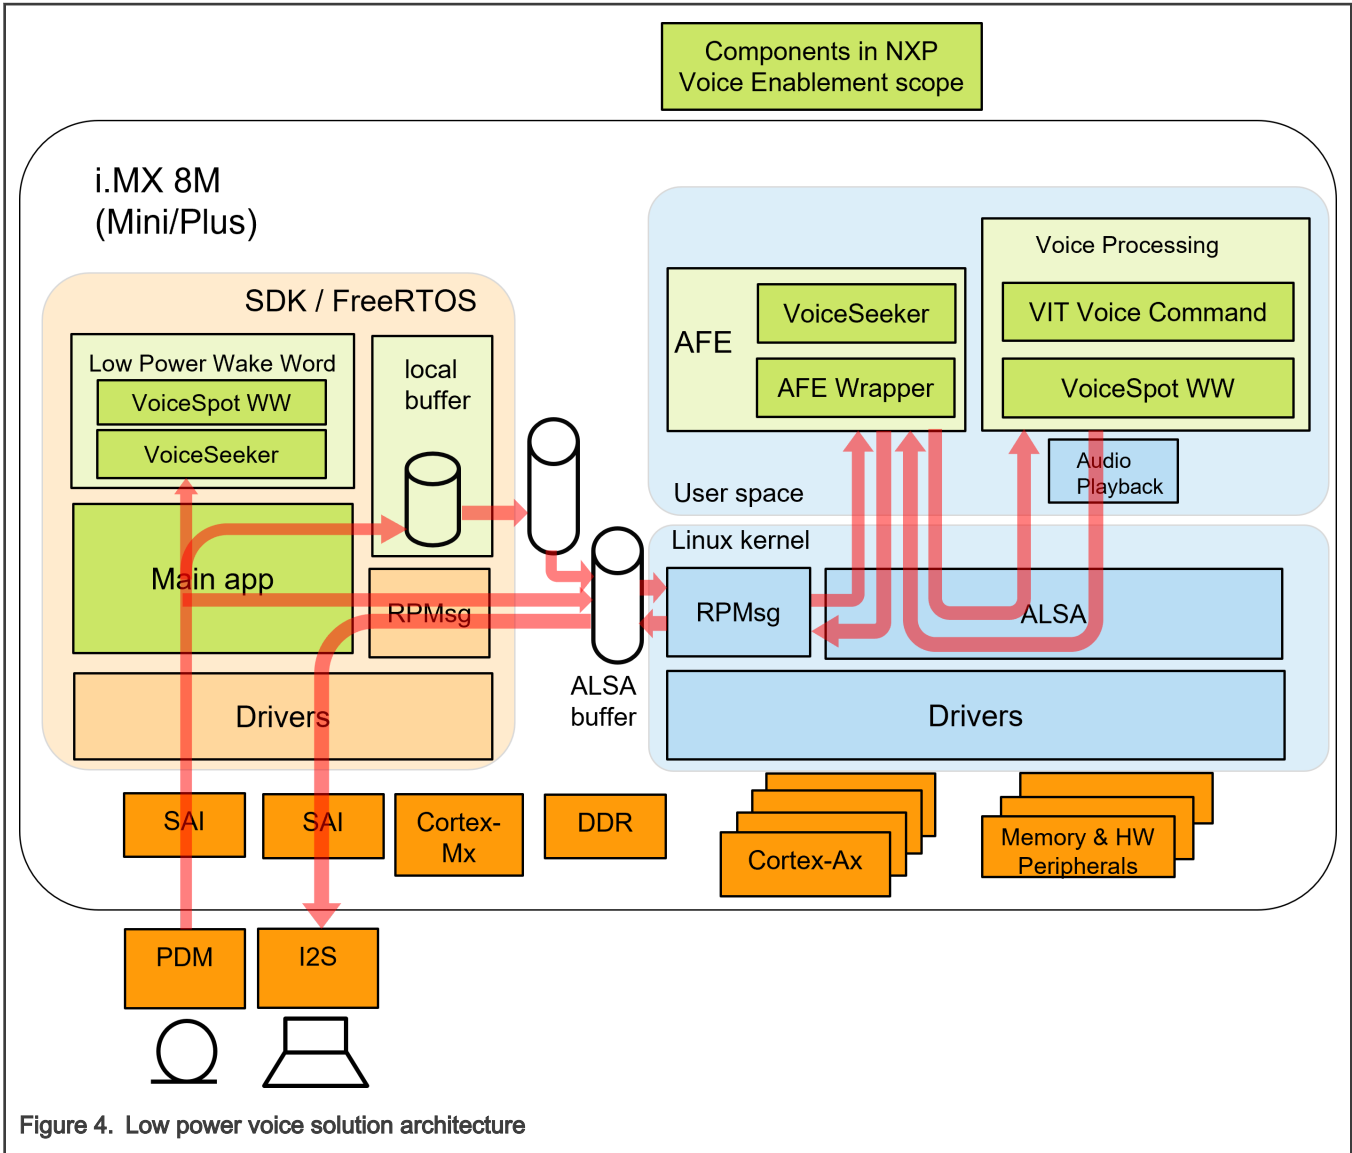 Components in NXP
Voice Enablement scope
i.MX 8M
(Mini/Plus)
SDK / FreeRTOS
Low Power Wake Word
VoiceSpot WW
VoiceSeeker
local
buffer
Main app
RPMsg
Drivers
ALSA
buffer
AFE
VoiceSeeker
AFE Wrapper
Voice Processing
VIT Voice Command
VoiceSpot WW
Audio
Playback
User space
Linux kernel
RPMsg
ALSA
Drivers
SAI
SAI
Cortex-
Mx
DDR
Cortex-Ax
Memory & HW
Peripherals
PDM
I2S
Figure 4. Low power voice solution architecture